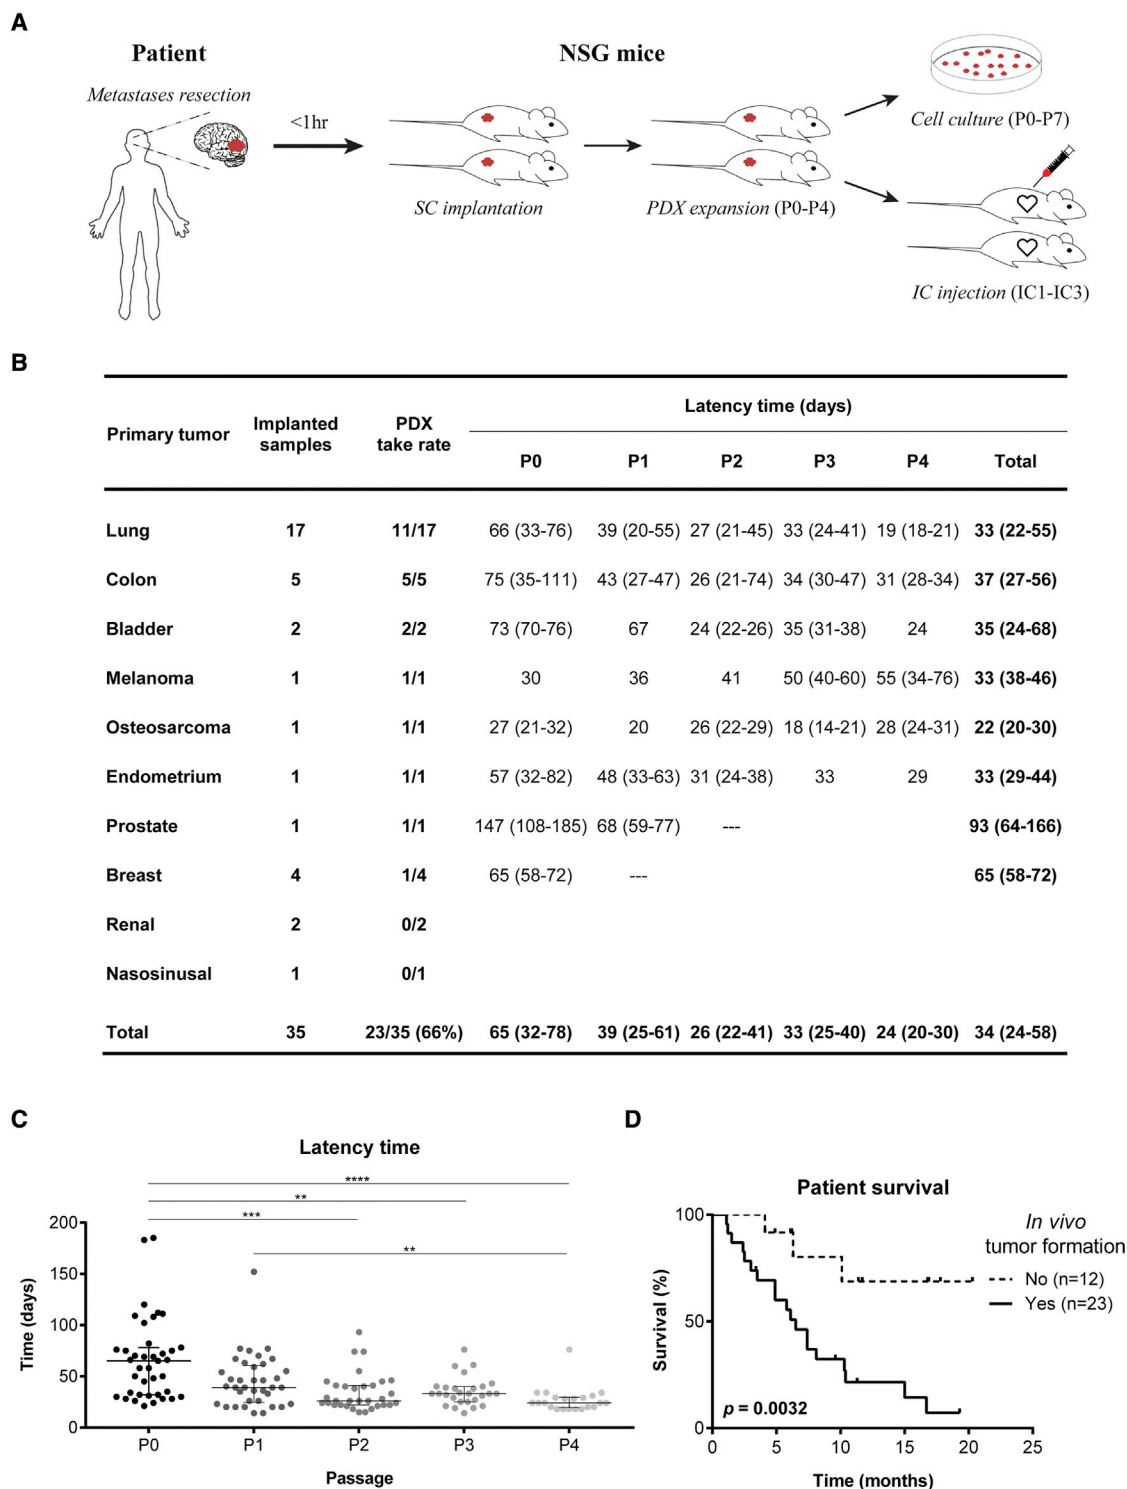 A
Patient
NSG mice
Metastases resection
<1hr
SC implantation
PDX expansion (P0-P4)
Cell culture (P0-P7)
IC injection (IC1-IC3)
B
Primary tumor
Implanted
samples
PDX
take rate
Latency time (days)
P0 P1 P2 P3 P4 Total
Lung 17 11/17 66 (33-76) 39 (20-55) 27 (21-45) 33 (24-41) 19 (18-21) 33 (22-55)
Colon 5 5/5 75 (35-111) 43 (27-47) 26 (21-74) 34 (30-47) 31 (28-34) 37 (27-56)
Bladder 2 2/2 73 (70-76) 67 24 (22-26) 35 (31-38) 24 35 (24-68)
Melanoma 1 1/1 30 36 41 50 (40-60) 55 (34-76) 33 (38-46)
Osteosarcoma 1 1/1 27 (21-32) 20 26 (22-29) 18 (14-21) 28 (24-31) 22 (20-30)
Endometrium 1 1/1 57 (32-82) 48 (33-63) 31 (24-38) 33 29 33 (29-44)
Prostate 1 1/1 147 (108-185) 68 (59-77) --- 93 (64-166)
Breast 4 1/4 65 (58-72) --- 65 (58-72)
Renal 2 0/2
Nasosinusal 1 0/1
Total 35 23/35 (66%) 65 (32-78) 39 (25-61) 26 (22-41) 33 (25-40) 24 (20-30) 34 (24-58)
C
Latency time
****
**
***
**
Time (days)
200
150
100
50
0
P0 P1 P2 P3 P4
Passage
D
Patient survival
Survival (%)
100
50
0
p = 0.0032
0 5 10 15 20 25
Time (months)
In vivo
tumor formation
No (n=12)
Yes (n=23)